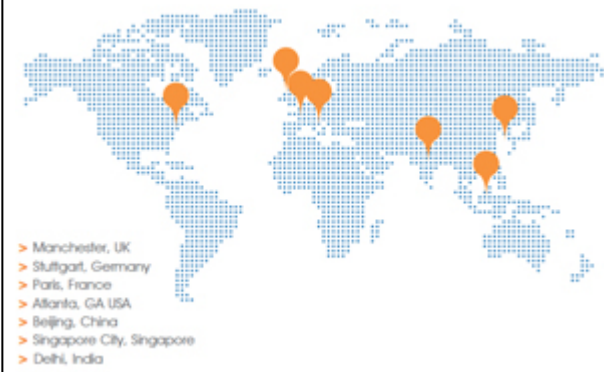 > Manchester, UK
> Stuttgart, Germany
> Paris, France
> Atlanta, GA USA
> Beijing, China
> Singapore City, Singapore
> Delhi, India